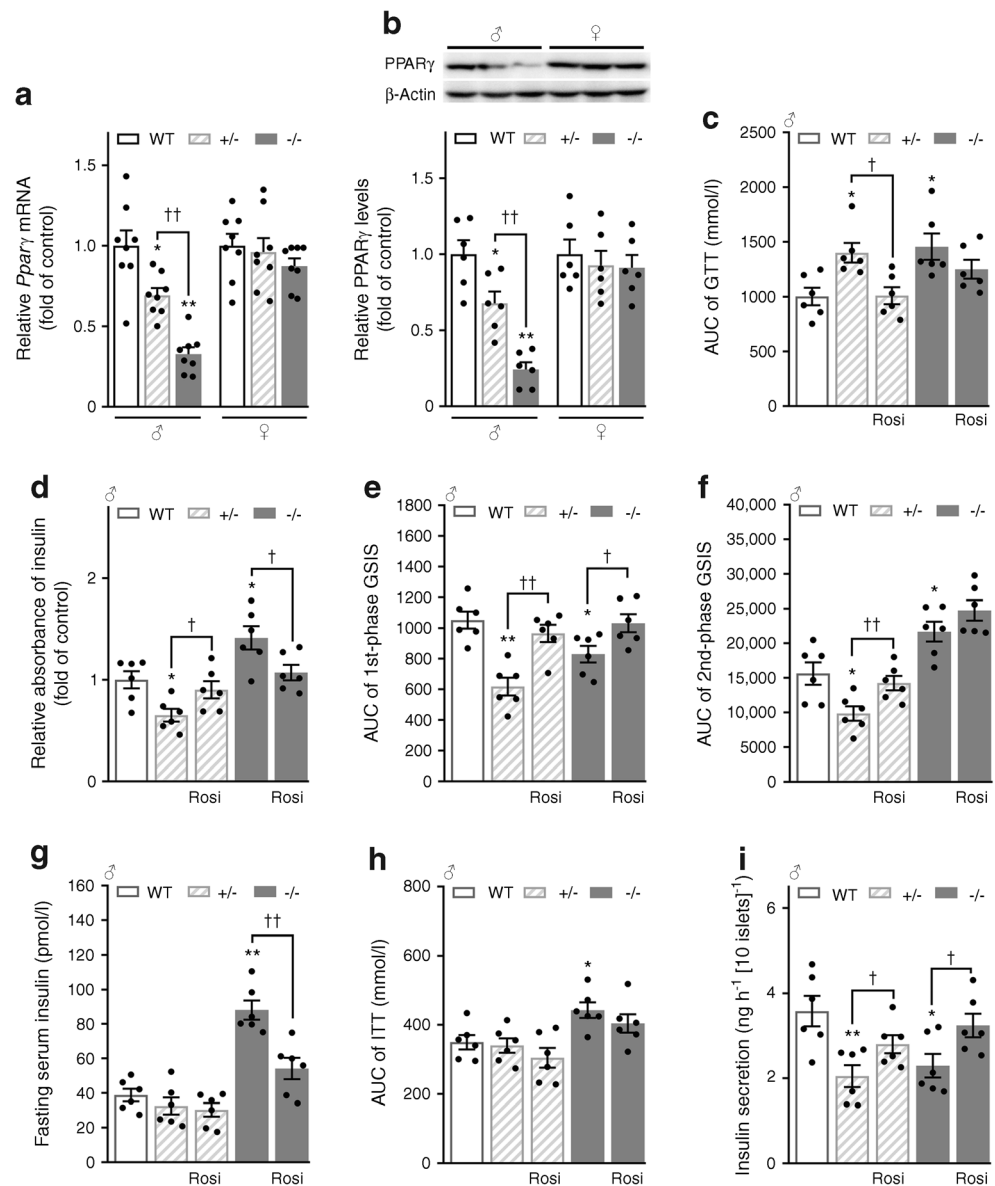 b
♂ ♀
PPARγ
β-Actin
a
WT +/- -/-
Relative Pparγ mRNA
(fold of control)
1.5
1.0
0.5
0
* †† **
♂ ♀
WT +/- -/-
Relative PPARγ levels
(fold of control)
1.5
1.0
0.5
0
* †† **
♂ ♀
c
♂
WT +/- -/-
AUC of GTT (mmol/l)
2500
2000
1500
1000
500
0
* † *
Rosi Rosi
d
♂
WT +/- -/-
Relative absorbance of insulin
(fold of control)
2
1
0
* † * †
Rosi Rosi
e
♂
WT +/- -/-
AUC of 1st-phase GSIS
1800
1600
1400
1200
1000
800
600
400
200
0
** †† * †
Rosi Rosi
f
♂
WT +/- -/-
AUC of 2nd-phase GSIS
40,000
35,000
30,000
25,000
20,000
15,000
10,000
5000
0
* †† *
Rosi Rosi
g
♂
WT +/- -/-
Fasting serum insulin (pmol/l)
160
140
120
100
80
60
40
20
0
** ††
Rosi Rosi
h
♂
WT +/- -/-
AUC of ITT (mmol/l)
800
600
400
200
0
*
Rosi Rosi
i
♂
WT +/- -/-
Insulin secretion (ng h⁻¹ [10 islets]⁻¹)
6
4
2
0
** † * †
Rosi Rosi